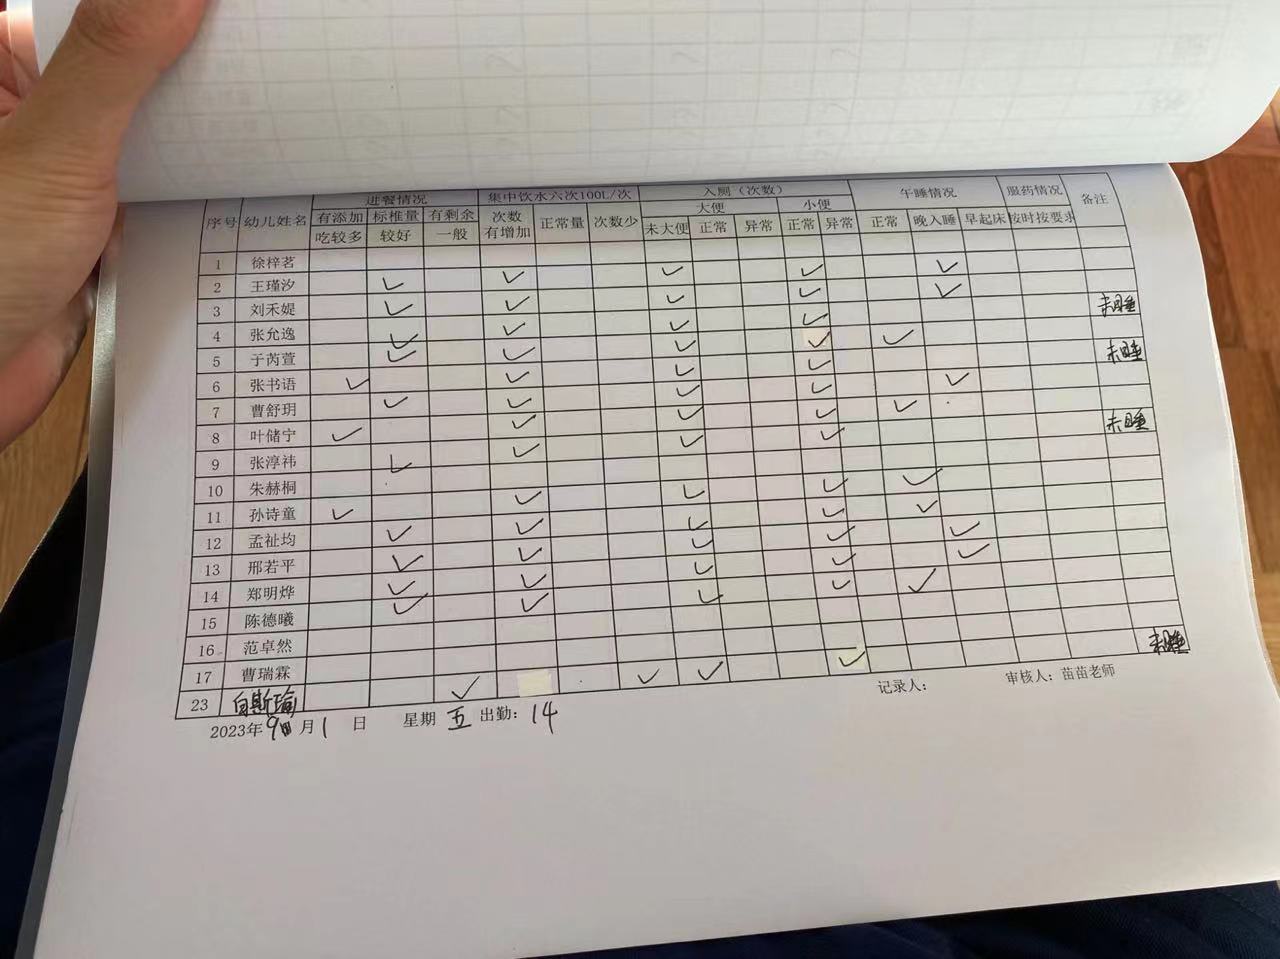 序号 幼儿姓名 进餐情况 集中饮水六次100L/次 入厕（次数） 午睡情况 服药情况 备注
大便 小便
有添加 标椎量 有剩余 次数 正常量 次数少 未大便 正常 异常 正常 异常 正常 晚入睡 早起床 按时按要求
吃较多 较好 一般 有增加
1 徐梓茗
2 王瑾汐 ✓ ✓ ✓ ✓ ✓
3 刘禾媞 ✓ ✓ ✓ ✓ ✓ 未睡
4 张允逸 ✓ ✓ ✓ ✓ ✓
5 于芮萱 ✓ ✓ ✓ ✓ 未睡
6 张书语 ✓ ✓ ✓ ✓ ✓
7 曹舒玥 ✓ ✓ ✓ ✓ ✓
8 叶储宁 ✓ ✓ ✓ ✓ 未睡
9 张淳祎 ✓ ✓ ✓ ✓
10 朱赫桐 ✓
11 孙诗童 ✓ ✓ ✓ ✓ ✓
12 孟祉均 ✓ ✓ ✓ ✓ ✓
13 邢若平 ✓ ✓ ✓ ✓ ✓
14 郑明烨 ✓ ✓ ✓ ✓ ✓
15 陈德曦 ✓ ✓ ✓
16 范卓然
17 曹瑞霖 未睡
23 白斯瑜 ✓ ✓ ✓ ✓
2023年9月1日 星期五 出勤：14 记录人： 审核人：苗苗老师